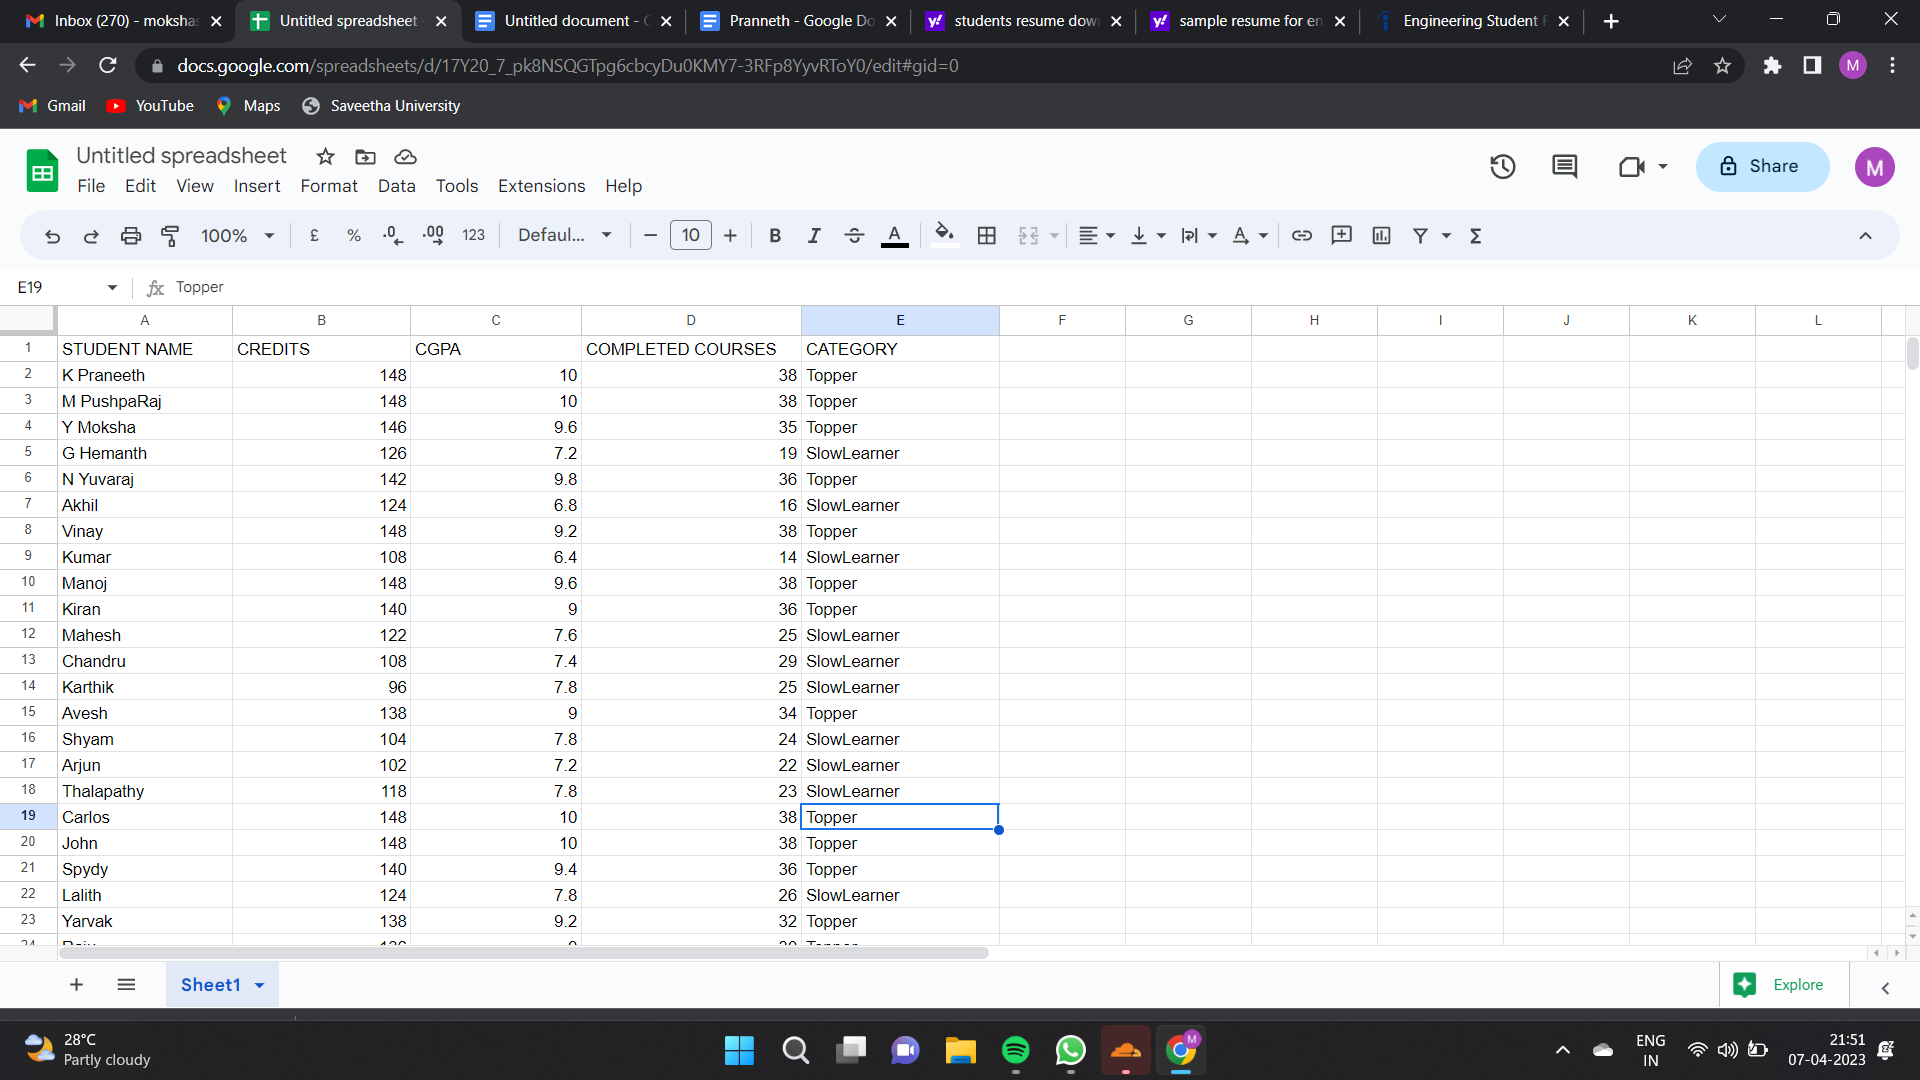 Inbox (270) - mokshas
Untitled spreadsheet -
Untitled document - G
Pranneth - Google Do
students resume down
sample resume for en
Engineering Student R
docs.google.com/spreadsheets/d/17Y20_7_pk8NSQGTpg6cbcyDu0KMY7-3RFp8YyvRToY0/edit#gid=0
M
Gmail YouTube Maps Saveetha University
Untitled spreadsheet
File Edit View Insert Format Data Tools Extensions Help
Share
M
100% £ % .0 .00 123 Defaul... 10 B I A
E19 fx Topper
A B C D E F G H I J K L
1 STUDENT NAME CREDITS CGPA COMPLETED COURSES CATEGORY
2 K Praneeth 148 10 38 Topper
3 M PushpaRaj 148 10 38 Topper
4 Y Moksha 146 9.6 35 Topper
5 G Hemanth 126 7.2 19 SlowLearner
6 N Yuvaraj 142 9.8 36 Topper
7 Akhil 124 6.8 16 SlowLearner
8 Vinay 148 9.2 38 Topper
9 Kumar 108 6.4 14 SlowLearner
10 Manoj 148 9.6 38 Topper
11 Kiran 140 9 36 Topper
12 Mahesh 122 7.6 25 SlowLearner
13 Chandru 108 7.4 29 SlowLearner
14 Karthik 96 7.8 25 SlowLearner
15 Avesh 138 9 34 Topper
16 Shyam 104 7.8 24 SlowLearner
17 Arjun 102 7.2 22 SlowLearner
18 Thalapathy 118 7.8 23 SlowLearner
19 Carlos 148 10 38 Topper
20 John 148 10 38 Topper
21 Spydy 140 9.4 36 Topper
22 Lalith 124 7.8 26 SlowLearner
23 Yarvak 138 9.2 32 Topper
Sheet1
Explore
28°C
Partly cloudy
M
ENG
IN
21:51
07-04-2023